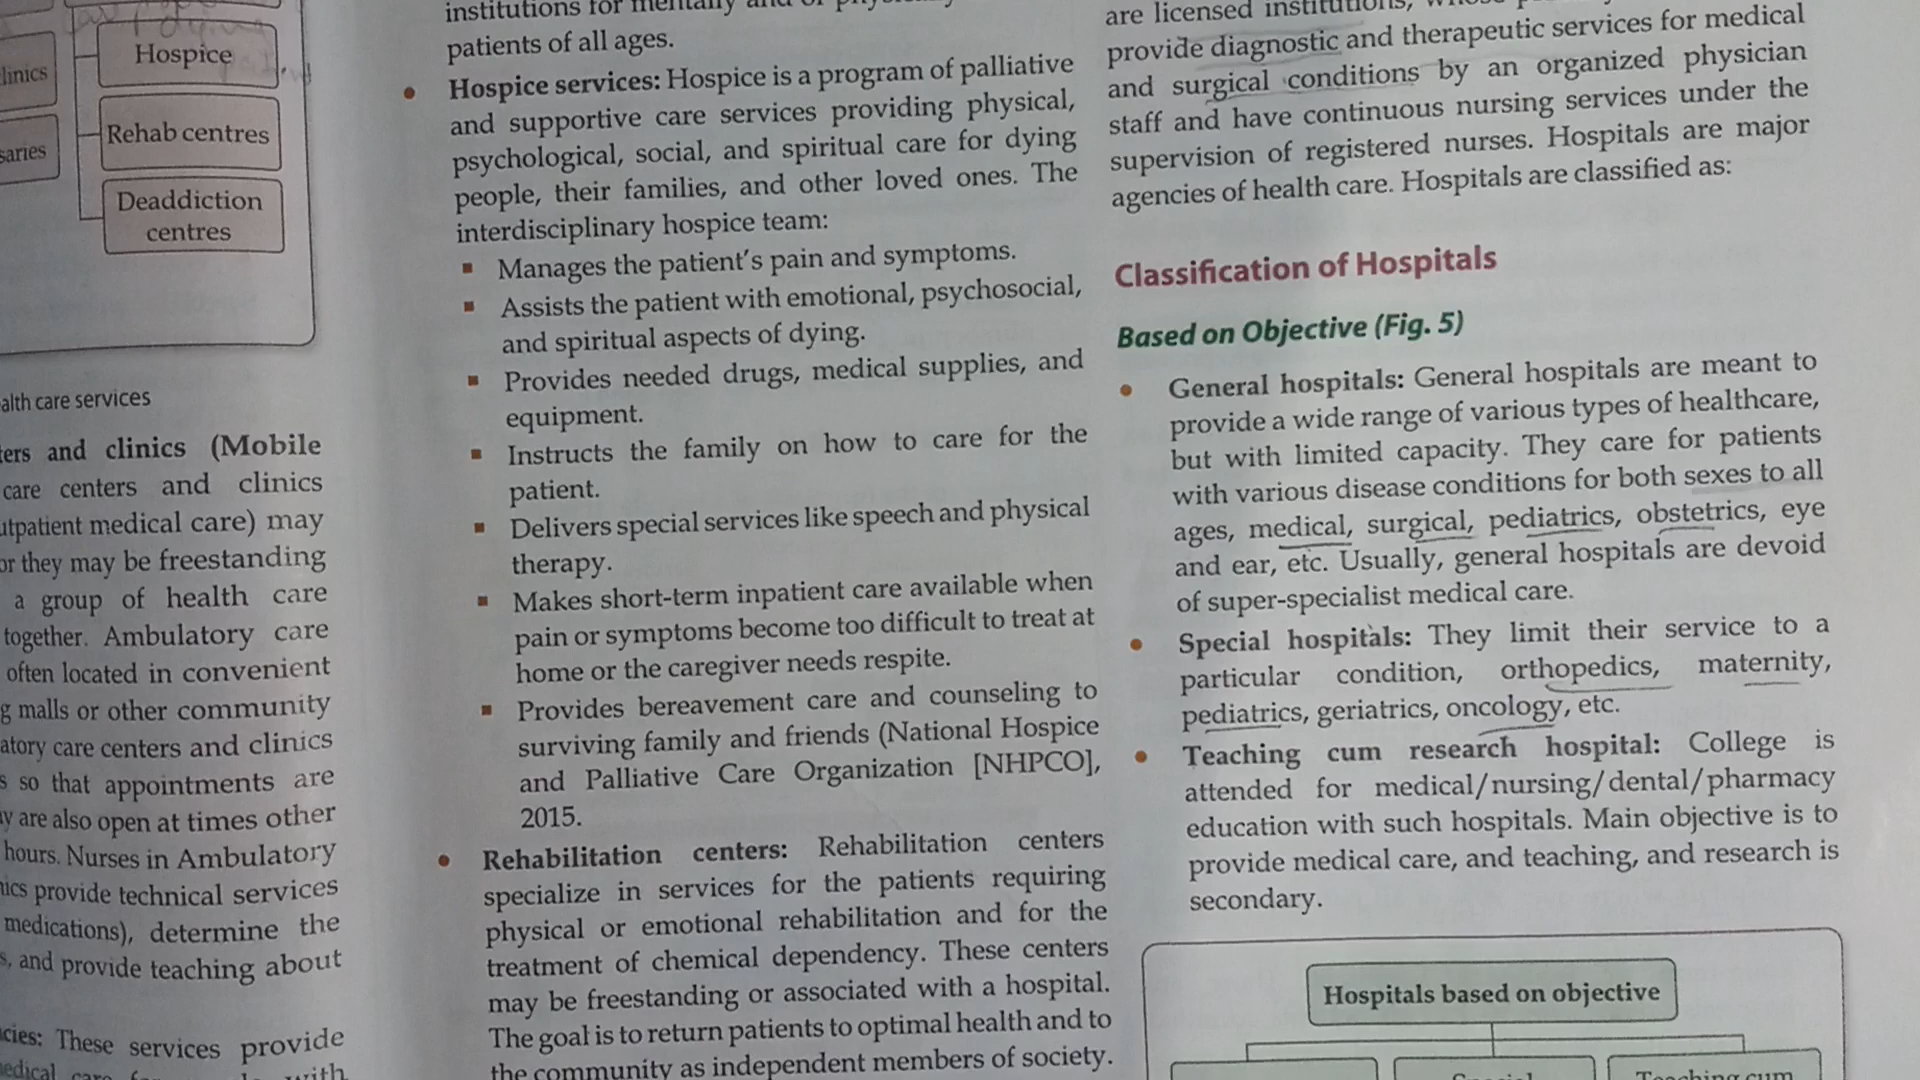 Hospice
linics
Rehab centres
saries
Deaddiction
centres
alth care services
ters and clinics (Mobile
care centers and clinics
utpatient medical care) may
or they may be freestanding
a group of health care
together. Ambulatory care
often located in convenient
g malls or other community
atory care centers and clinics
s so that appointments are
y are also open at times other
hours. Nurses in Ambulatory
nics provide technical services
medications), determine the
s, and provide teaching about
cies: These services provide
with
institutions for mentally and or
patients of all ages.
• Hospice services: Hospice is a program of palliative
and supportive care services providing physical,
psychological, social, and spiritual care for dying
people, their families, and other loved ones. The
interdisciplinary hospice team:
▪ Manages the patient's pain and symptoms.
▪ Assists the patient with emotional, psychosocial,
and spiritual aspects of dying.
▪ Provides needed drugs, medical supplies, and
equipment.
▪ Instructs the family on how to care for the
patient.
▪ Delivers special services like speech and physical
therapy.
▪ Makes short-term inpatient care available when
pain or symptoms become too difficult to treat at
home or the caregiver needs respite.
▪ Provides bereavement care and counseling to
surviving family and friends (National Hospice
and Palliative Care Organization [NHPCO],
2015.
• Rehabilitation centers: Rehabilitation centers
specialize in services for the patients requiring
physical or emotional rehabilitation and for the
treatment of chemical dependency. These centers
may be freestanding or associated with a hospital.
The goal is to return patients to optimal health and to
the community as independent members of society.
are licensed institutions,
provide diagnostic and therapeutic services for medical
and surgical conditions by an organized physician
staff and have continuous nursing services under the
supervision of registered nurses. Hospitals are major
agencies of health care. Hospitals are classified as:
Classification of Hospitals
Based on Objective (Fig. 5)
• General hospitals: General hospitals are meant to
provide a wide range of various types of healthcare,
but with limited capacity. They care for patients
with various disease conditions for both sexes to all
ages, medical, surgical, pediatrics, obstetrics, eye
and ear, etc. Usually, general hospitals are devoid
of super-specialist medical care.
• Special hospitals: They limit their service to a
particular condition, orthopedics, maternity,
pediatrics, geriatrics, oncology, etc.
• Teaching cum research hospital: College is
attended for medical/nursing/dental/pharmacy
education with such hospitals. Main objective is to
provide medical care, and teaching, and research is
secondary.
Hospitals based on objective
Teaching cum